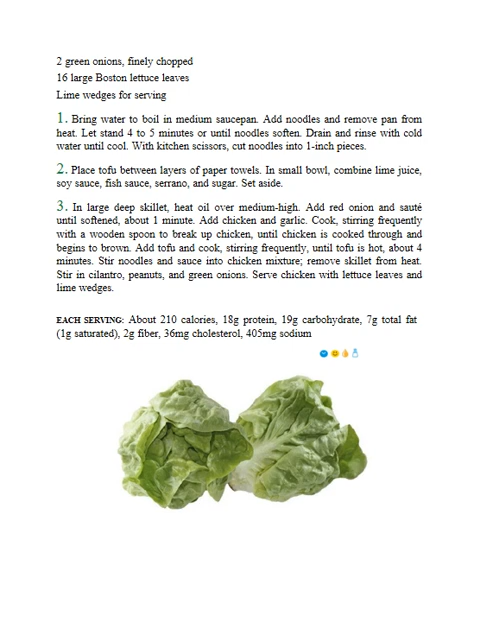 2 green onions, finely chopped
16 large Boston lettuce leaves
Lime wedges for serving
1. Bring water to boil in medium saucepan. Add noodles and remove pan from
heat. Let stand 4 to 5 minutes or until noodles soften. Drain and rinse with cold
water until cool. With kitchen scissors, cut noodles into 1-inch pieces.
2. Place tofu between layers of paper towels. In small bowl, combine lime juice,
soy sauce, fish sauce, serrano, and sugar. Set aside.
3. In large deep skillet, heat oil over medium-high. Add red onion and sauté
until softened, about 1 minute. Add chicken and garlic. Cook, stirring frequently
with a wooden spoon to break up chicken, until chicken is cooked through and
begins to brown. Add tofu and cook, stirring frequently, until tofu is hot, about 4
minutes. Stir noodles and sauce into chicken mixture; remove skillet from heat.
Stir in cilantro, peanuts, and green onions. Serve chicken with lettuce leaves and
lime wedges.
EACH SERVING: About 210 calories, 18g protein, 19g carbohydrate, 7g total fat
(1g saturated), 2g fiber, 36mg cholesterol, 405mg sodium